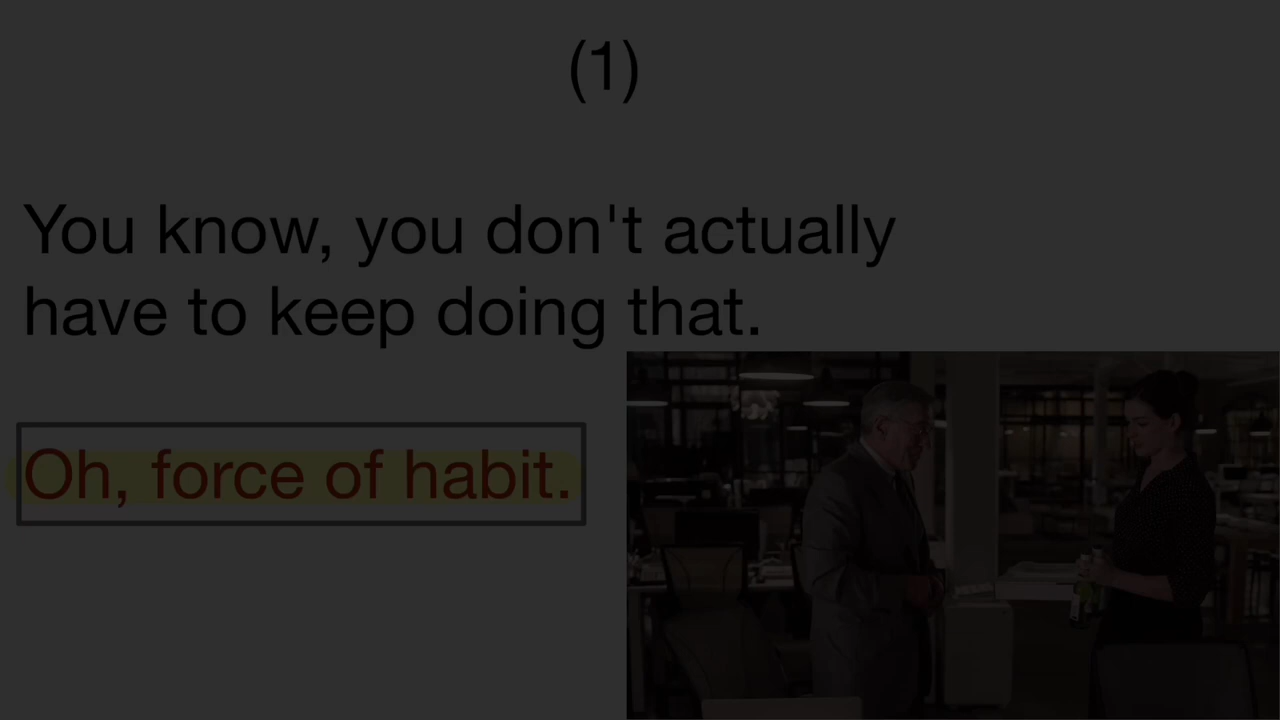 (1)
You know, you don't actually
have to keep doing that.
Oh, force of habit.